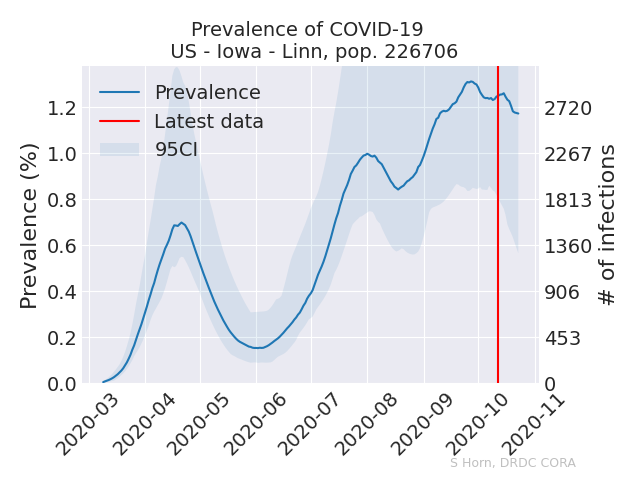 Prevalence of COVID-19
US - Iowa - Linn, pop. 226706
Prevalence
Latest data
95CI
Prevalence (%)
1.2
1.0
0.8
0.6
0.4
0.2
0.0
2720
2267
1813
1360
906
453
0
# of infections
2020-03
2020-04
2020-05
2020-06
2020-07
2020-08
2020-09
2020-10
2020-11
S Horn, DRDC CORA